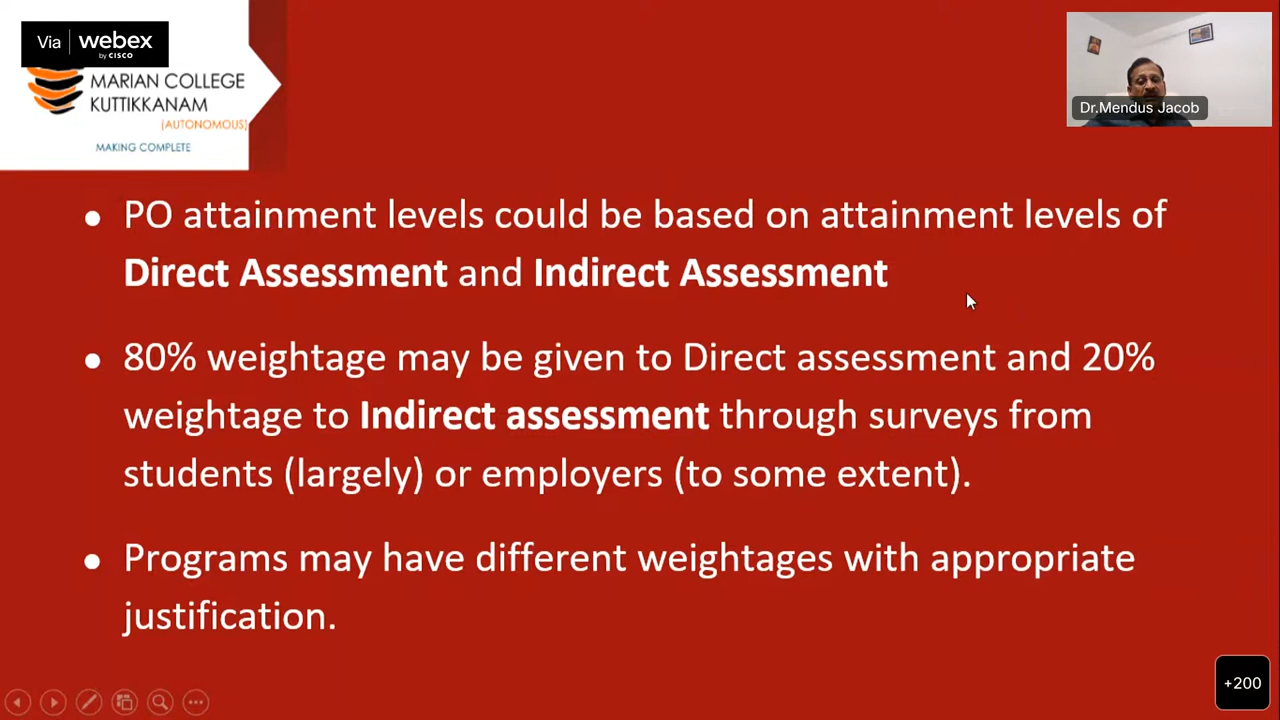 Via webex
by CISCO
MARIAN COLLEGE
KUTTIKKANAM
(AUTONOMOUS)
MAKING COMPLETE
Dr.Mendus Jacob
• PO attainment levels could be based on attainment levels of
Direct Assessment and Indirect Assessment
• 80% weightage may be given to Direct assessment and 20%
weightage to Indirect assessment through surveys from
students (largely) or employers (to some extent).
• Programs may have different weightages with appropriate
justification.
+200